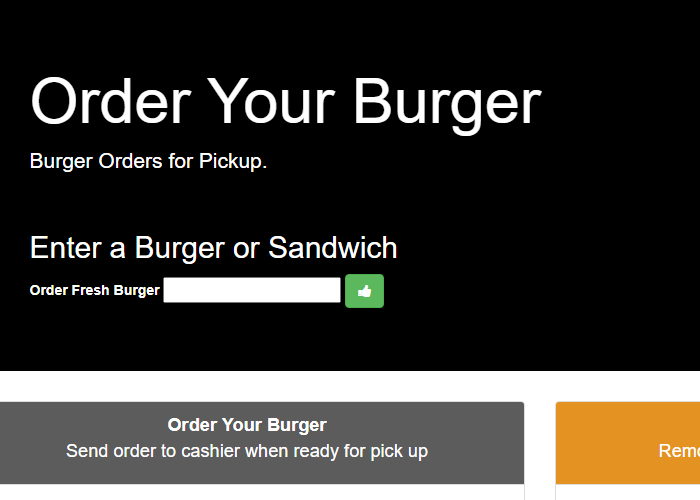 Order Your Burger
Burger Orders for Pickup.
Enter a Burger or Sandwich
Order Fresh Burger
Order Your Burger
Send order to cashier when ready for pick up